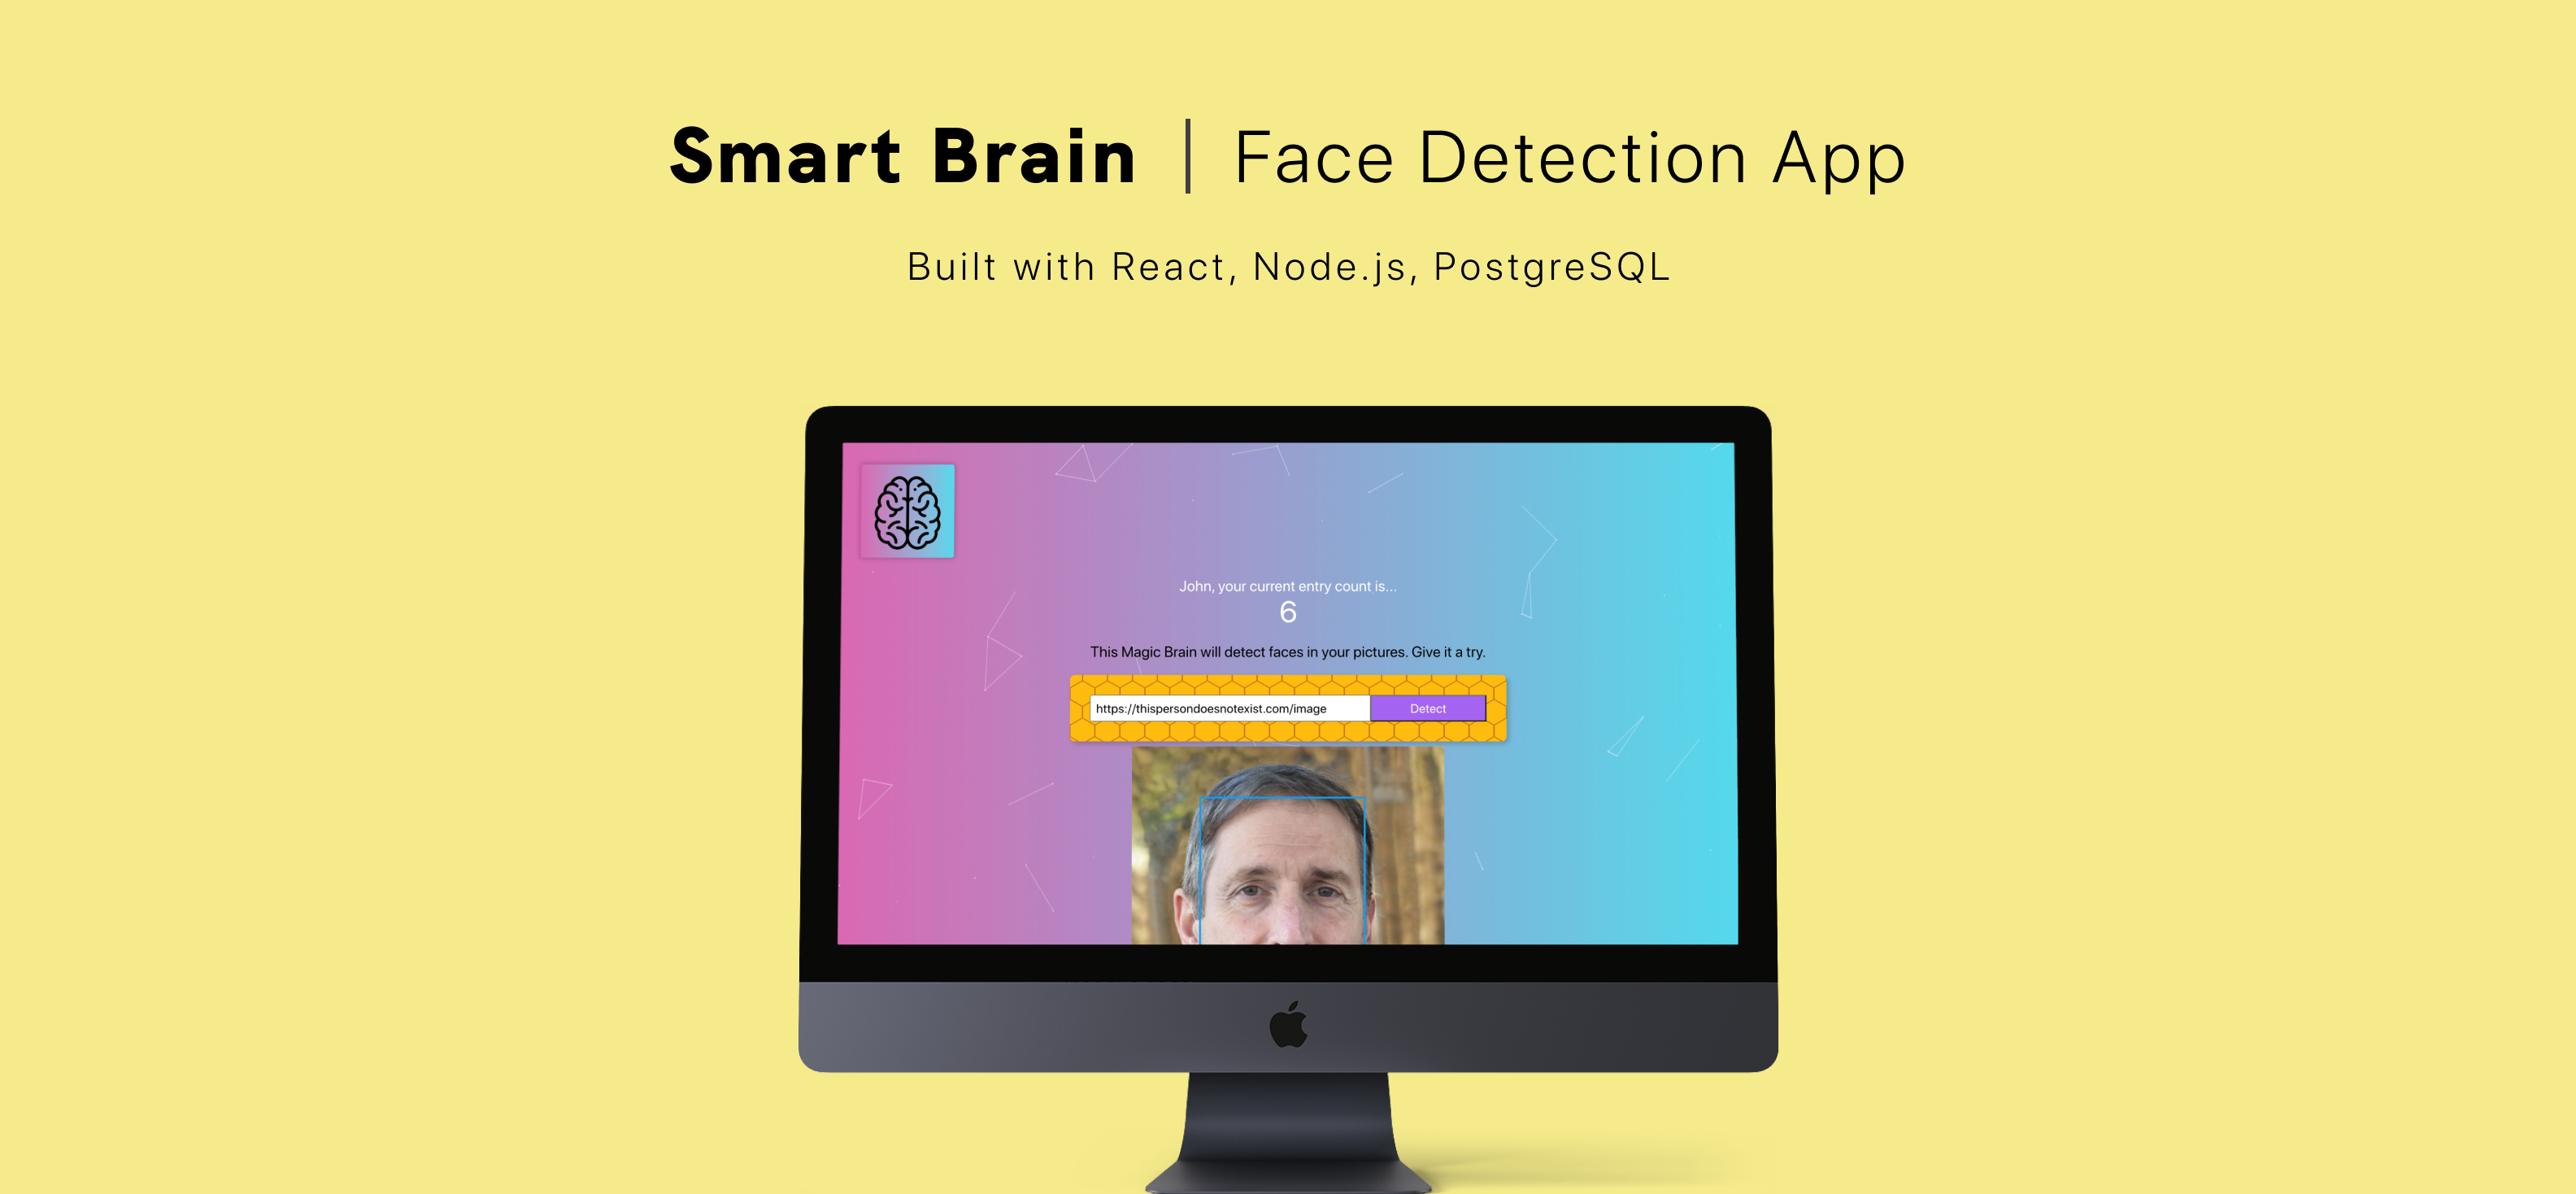 Smart Brain | Face Detection App
Built with React, Node.js, PostgreSQL
John, your current entry count is...
6
This Magic Brain will detect faces in your pictures. Give it a try.
https://thispersondoesnotexist.com/image Detect